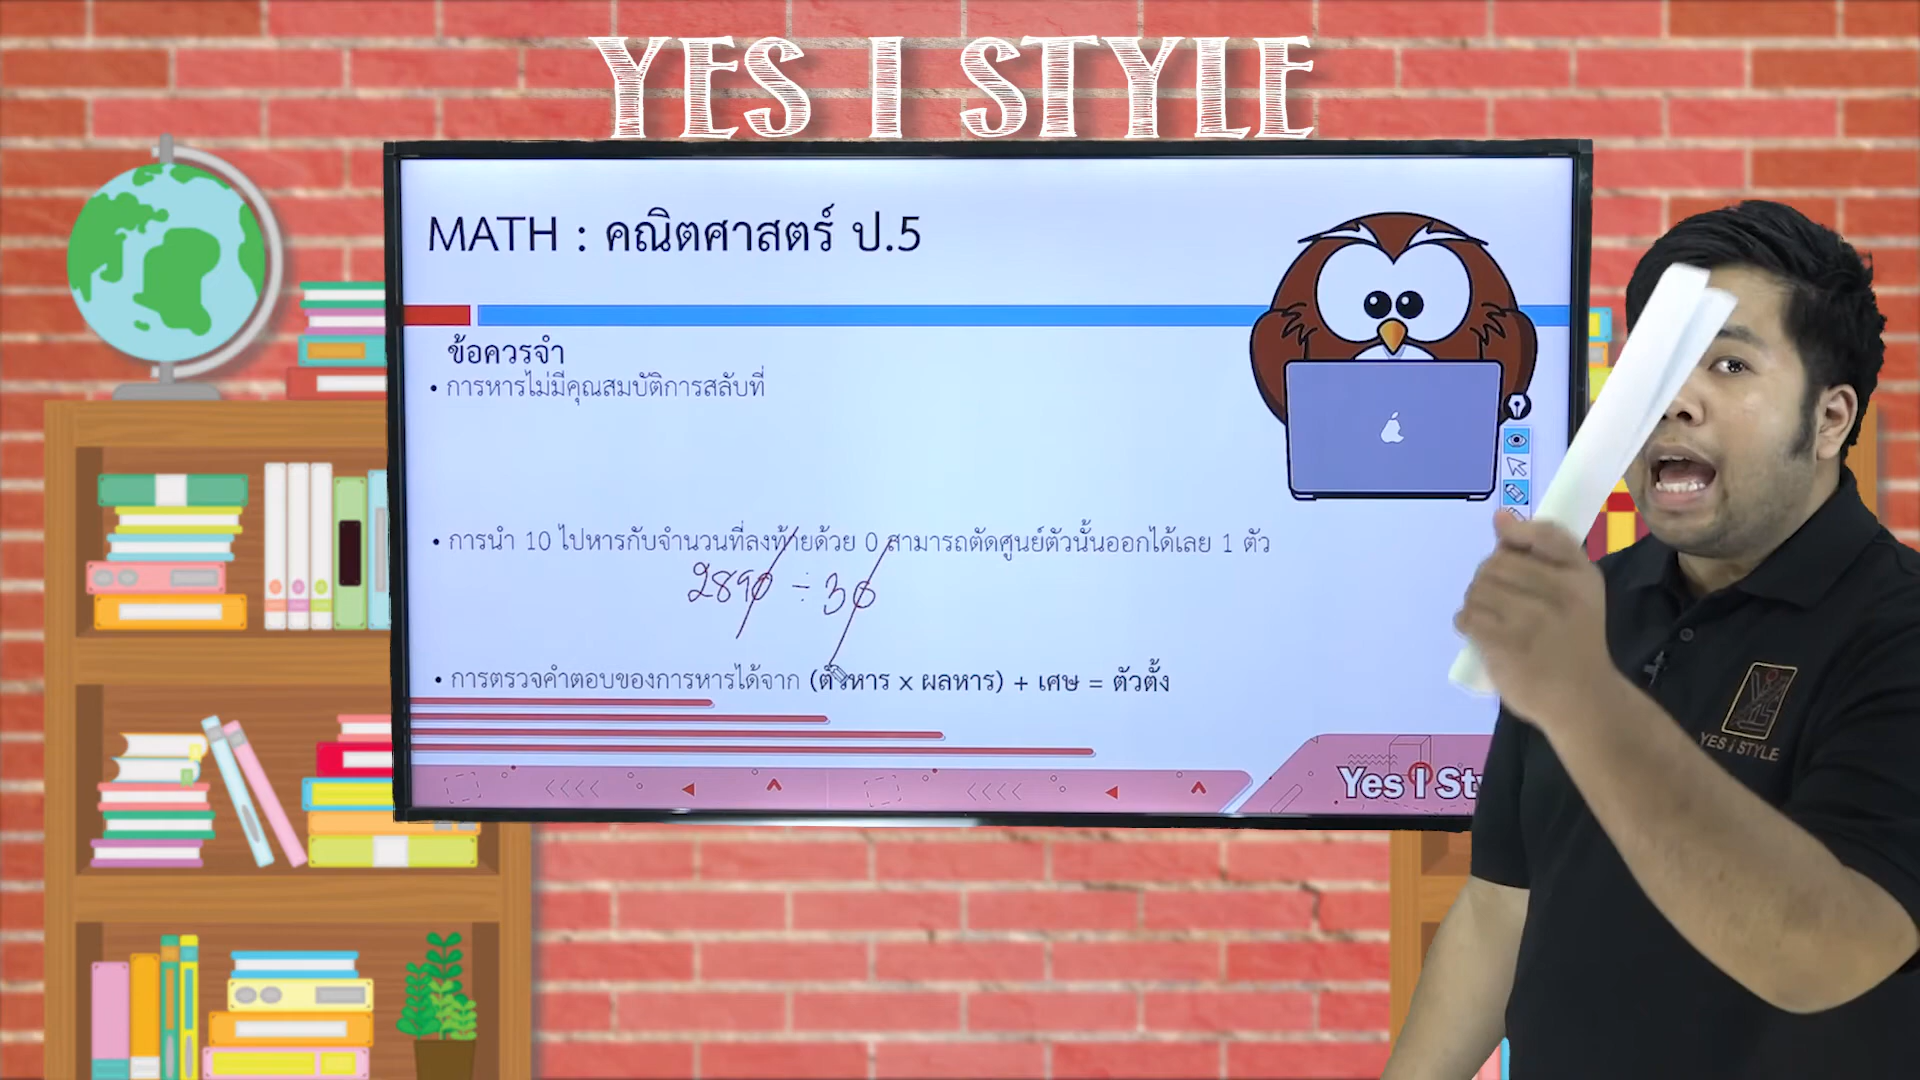 YES I STYLE
MATH : คณิตศาสตร์ ป.5
ข้อควรจำ
• การหารไม่มีคุณสมบัติการสลับที่
• การนำ 10 ไปหารกับจำนวนที่ลงท้ายด้วย 0 สามารถตัดศูนย์ตัวนั้นออกได้เลย 1 ตัว
2890 ÷ 30
• การตรวจคำตอบของการหารได้จาก (ตัวหาร x ผลหาร) + เศษ = ตัวตั้ง
Yes I St
YES I STYLE